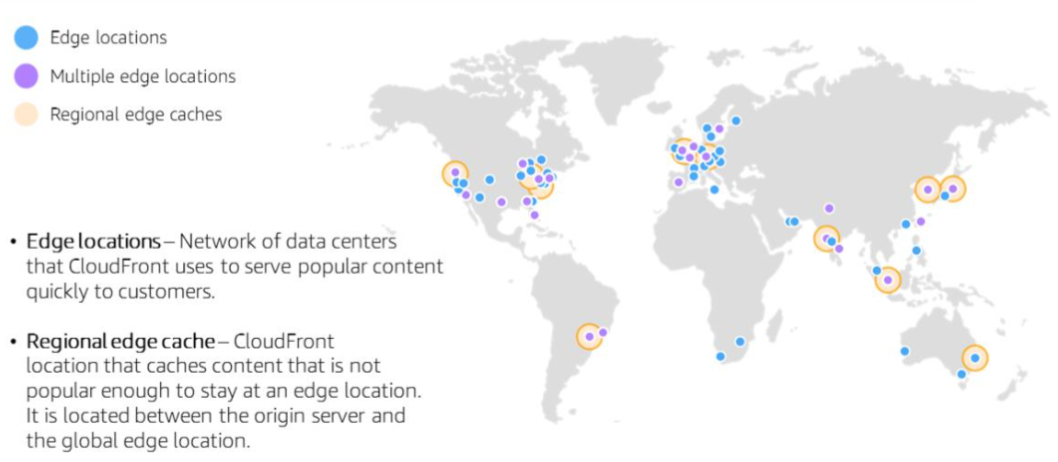 Edge locations
Multiple edge locations
Regional edge caches
• Edge locations – Network of data centers
that CloudFront uses to serve popular content
quickly to customers.
• Regional edge cache – CloudFront
location that caches content that is not
popular enough to stay at an edge location.
It is located between the origin server and
the global edge location.